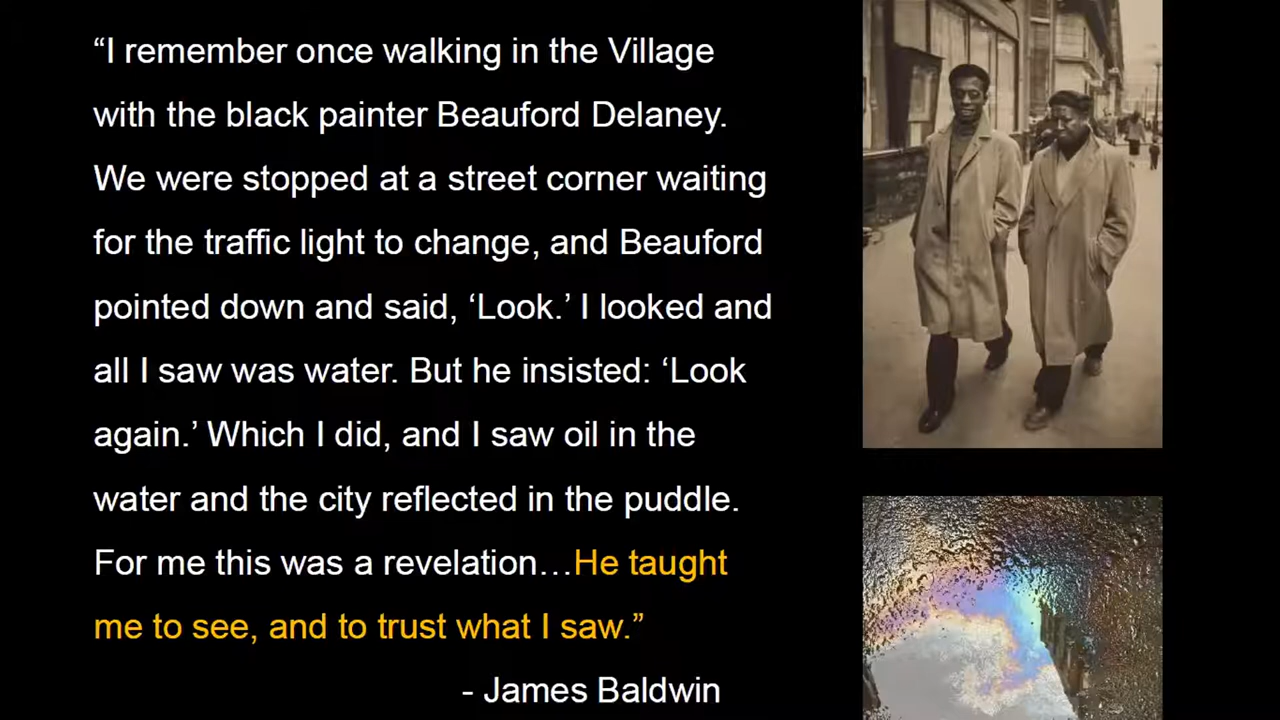 “I remember once walking in the Village
with the black painter Beauford Delaney.
We were stopped at a street corner waiting
for the traffic light to change, and Beauford
pointed down and said, ‘Look.’ I looked and
all I saw was water. But he insisted: ‘Look
again.’ Which I did, and I saw oil in the
water and the city reflected in the puddle.
For me this was a revelation…He taught
me to see, and to trust what I saw.”
- James Baldwin